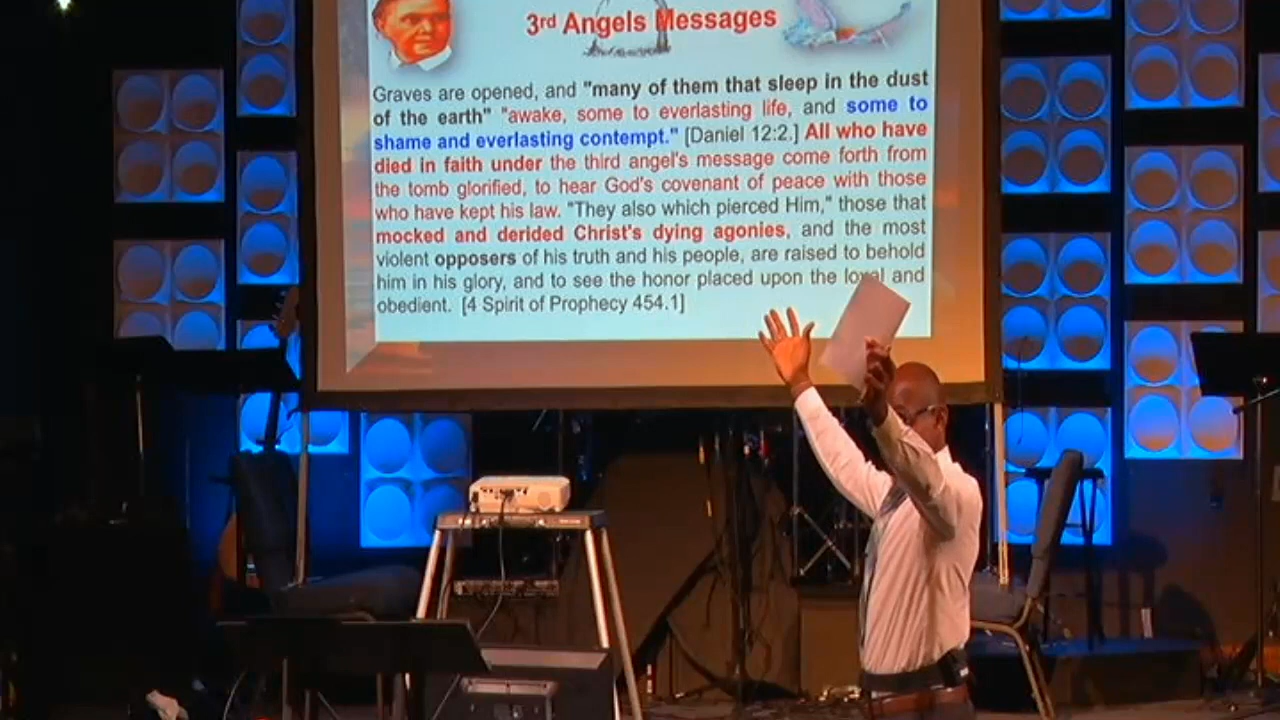 3rd Angels Messages
Graves are opened, and "many of them that sleep in the dust
of the earth" "awake, some to everlasting life, and some to
shame and everlasting contempt." [Daniel 12:2.] All who have
died in faith under the third angel's message come forth from
the tomb glorified, to hear God's covenant of peace with those
who have kept his law. "They also which pierced Him," those that
mocked and derided Christ's dying agonies, and the most
violent opposers of his truth and his people, are raised to behold
him in his glory, and to see the honor placed upon the loyal and
obedient. [4 Spirit of Prophecy 454.1]